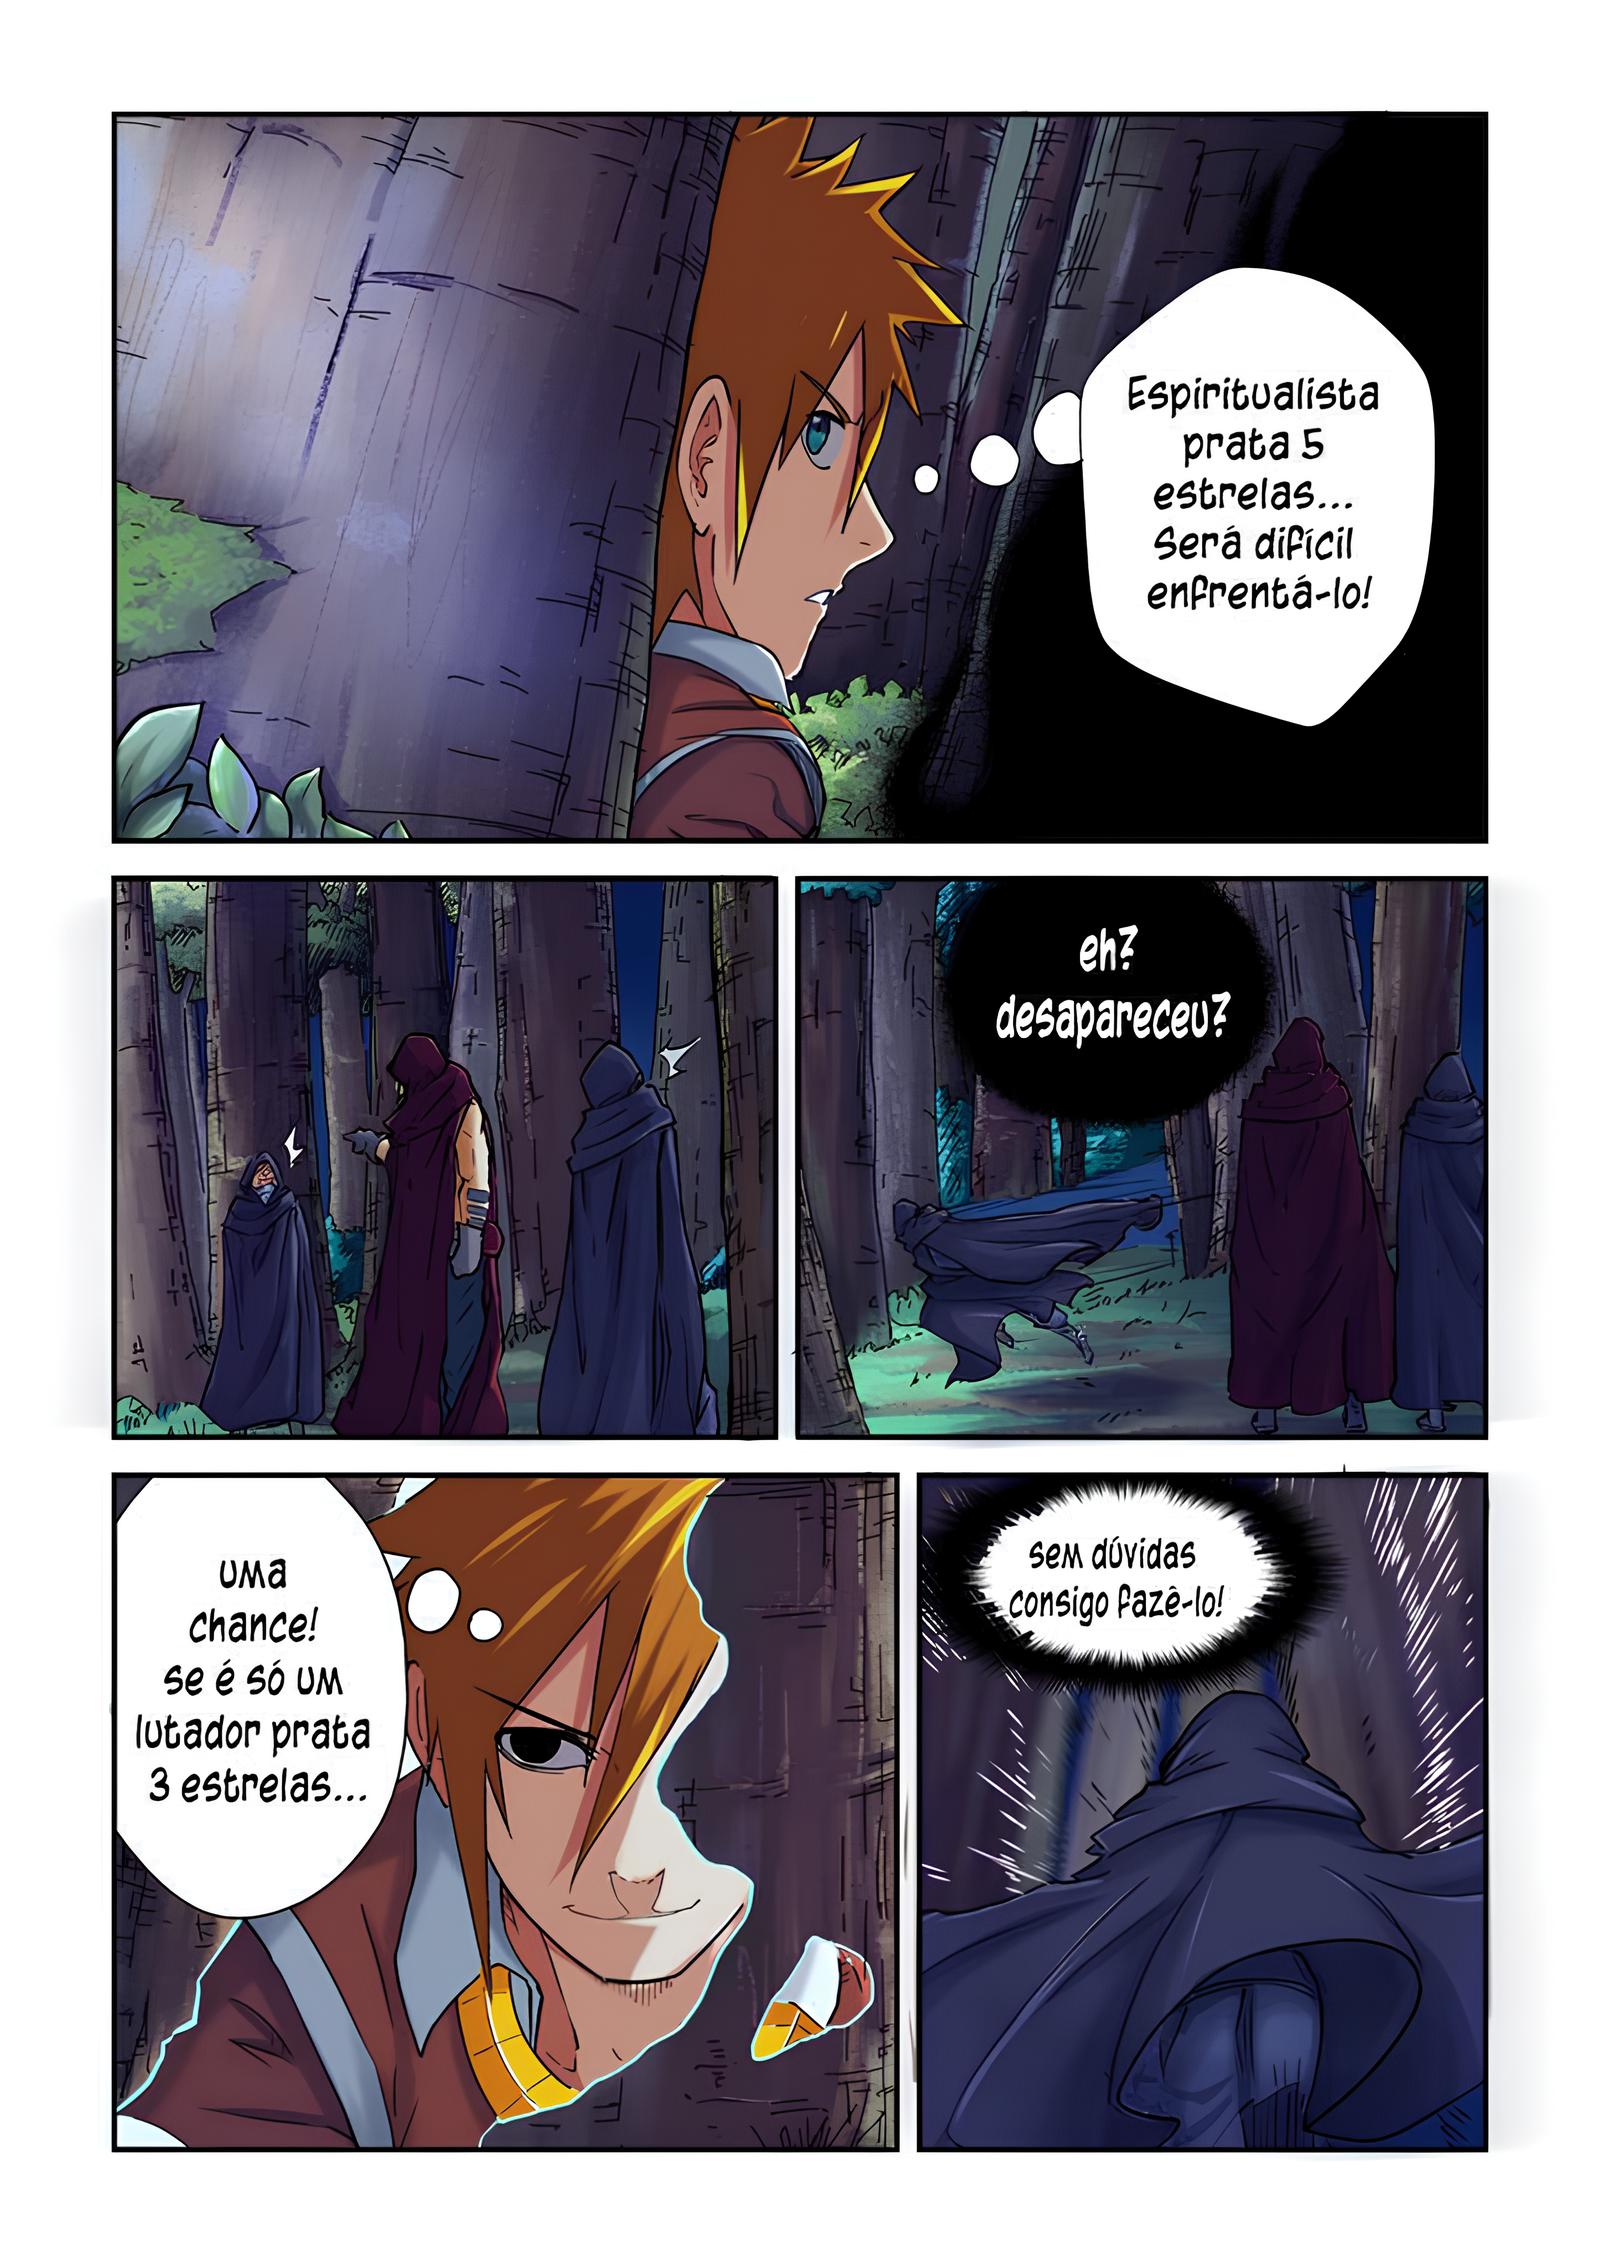 Espiritualista
prata 5
estrelas...
Será difícil
enfrentá-lo!
eh?
desapareceu?
uma
chance!
se é só um
lutador prata
3 estrelas...
sem dúvidas
consigo fazê-lo!